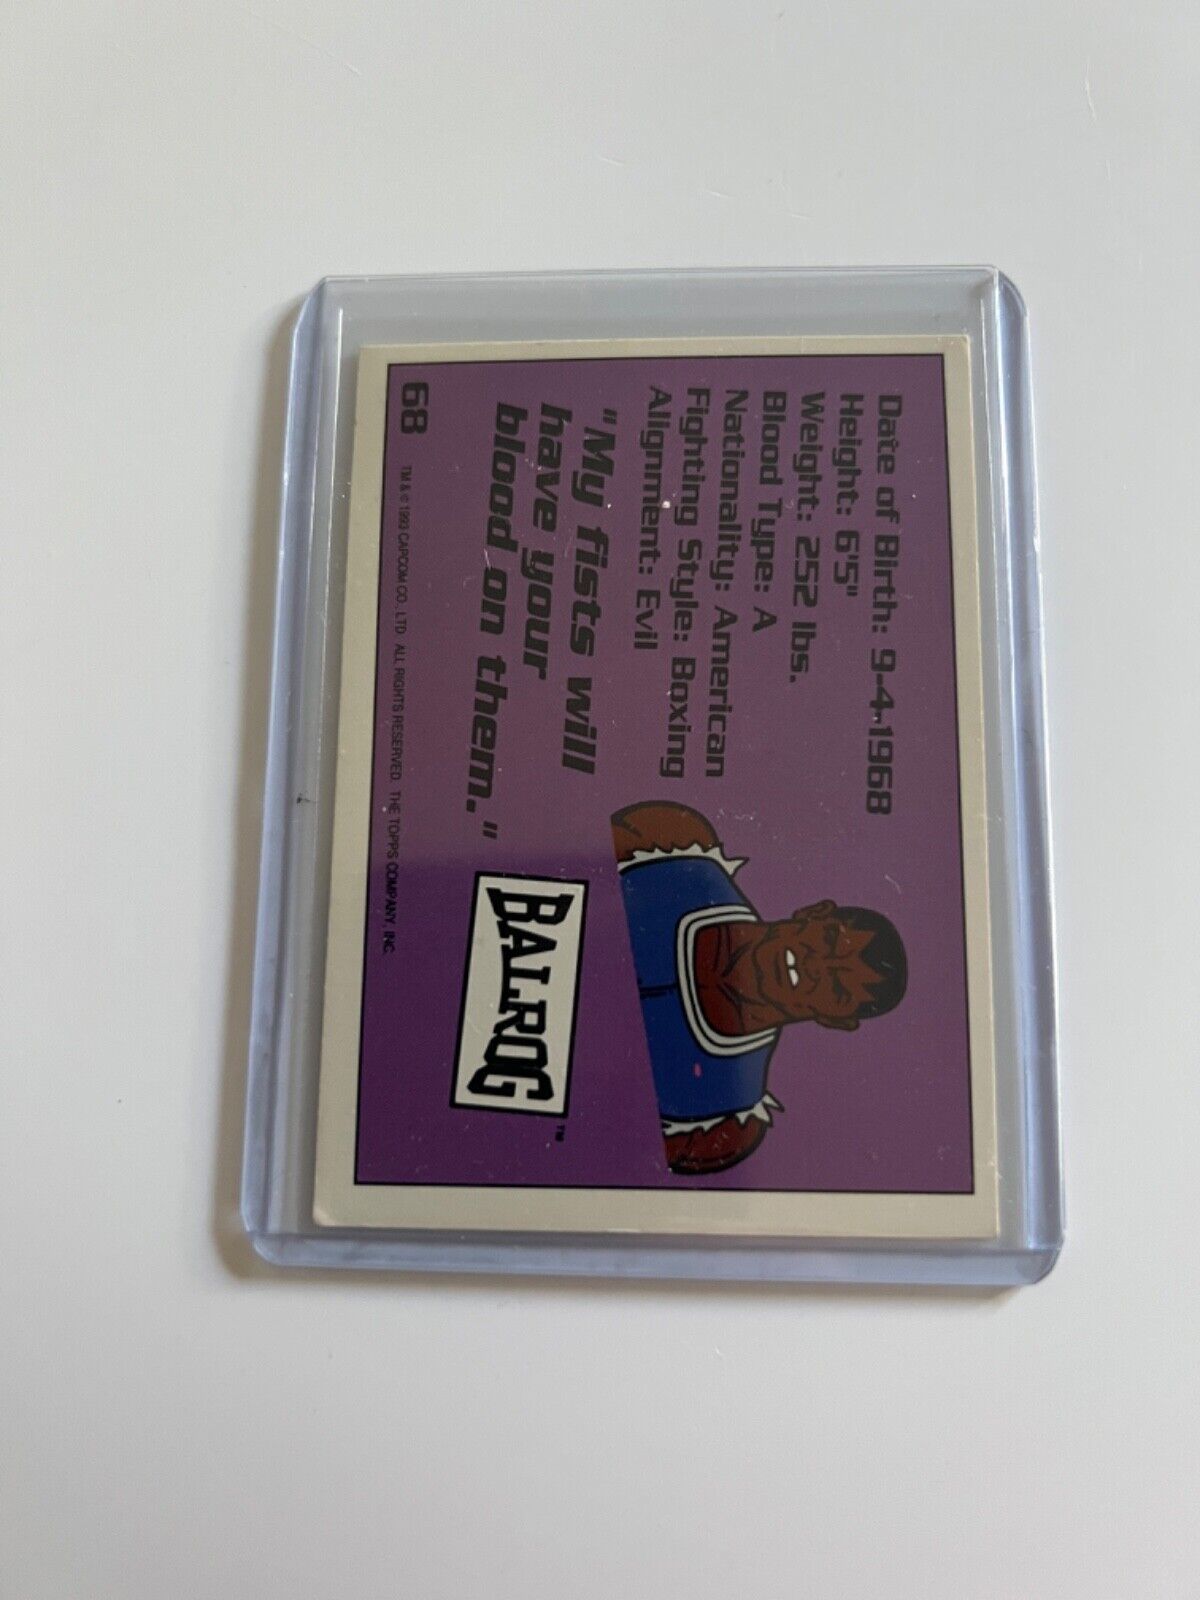 Date of Birth: 9-4-1968
Height: 6'5"
Weight: 252 lbs.
Blood Type: A
Nationality: American
Fighting Style: Boxing
Alignment: Evil
"My fists will
have your
blood on them."
BALROG™
68 TM & © 1993 CAPCOM CO., LTD ALL RIGHTS RESERVED. THE TOPPS COMPANY, INC.